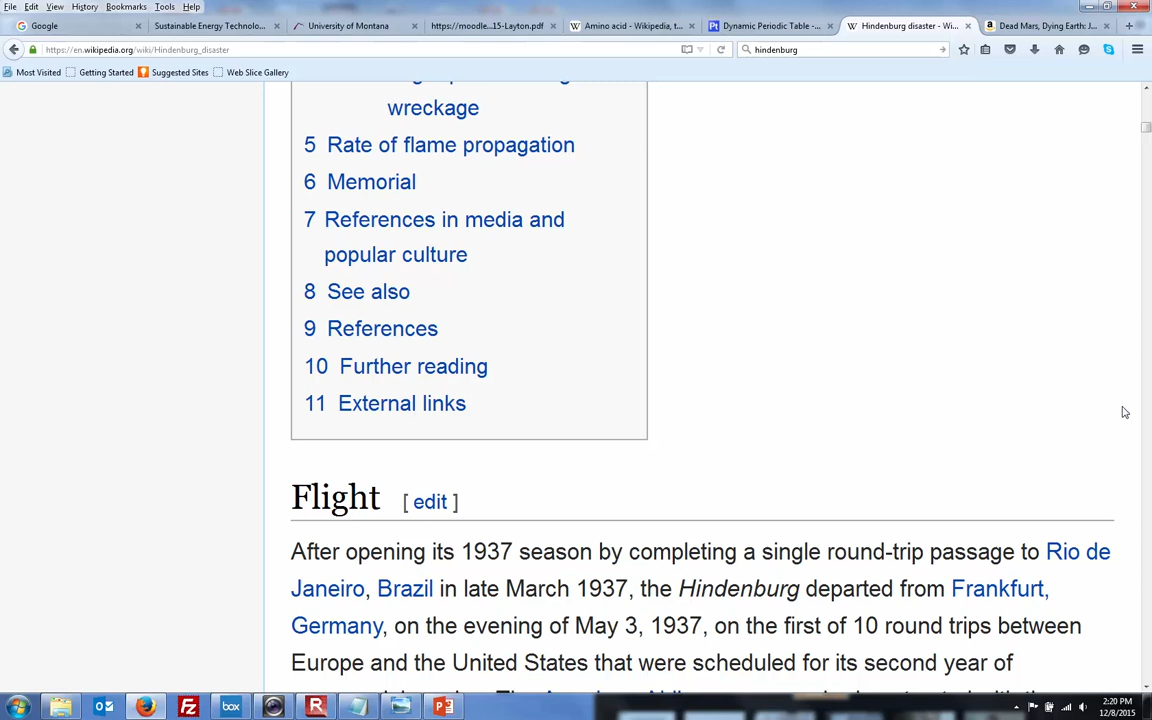 File Edit View History Bookmarks Tools Help
Google Sustainable Energy Technolo... University of Montana https://moodle....15-Layton.pdf Amino acid - Wikipedia, t... Dynamic Periodic Table -... Hindenburg disaster - Wi... Dead Mars, Dying Earth: J...
https://en.wikipedia.org/wiki/Hindenburg_disaster hindenburg
Most Visited Getting Started Suggested Sites Web Slice Gallery
wreckage
5 Rate of flame propagation
6 Memorial
7 References in media and
popular culture
8 See also
9 References
10 Further reading
11 External links
Flight [ edit ]
After opening its 1937 season by completing a single round-trip passage to Rio de
Janeiro, Brazil in late March 1937, the Hindenburg departed from Frankfurt,
Germany, on the evening of May 3, 1937, on the first of 10 round trips between
Europe and the United States that were scheduled for its second year of
2:20 PM
12/8/2015